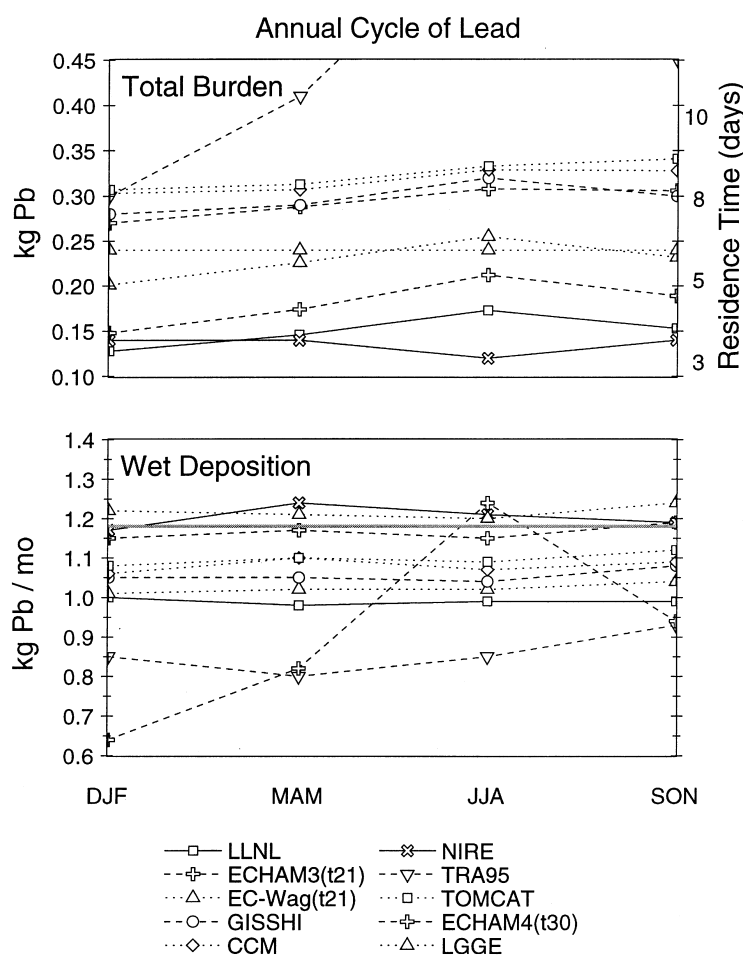 Annual Cycle of Lead
Total Burden
0.45
0.40
0.35
0.30
0.25
0.20
0.15
0.10
kg Pb
10
8
5
3
Residence Time (days)
Wet Deposition
1.4
1.3
1.2
1.1
1.0
0.9
0.8
0.7
0.6
kg Pb / mo
DJF MAM JJA SON
LLNL NIRE
ECHAM3(t21) TRA95
EC-Wag(t21) TOMCAT
GISSHI ECHAM4(t30)
CCM LGGE